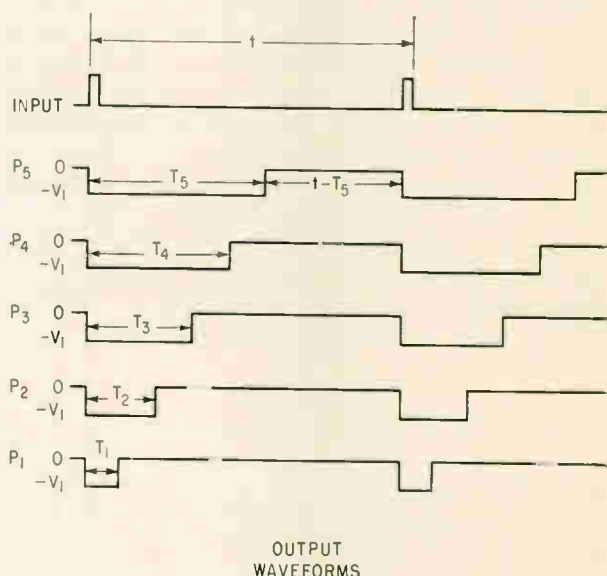 t
INPUT
P5 0 T5 t-T5
-V1
P4 0 T4
-V1
P3 0 T3
-V1
P2 0 T2
-V1
P1 0 T1
-V1
OUTPUT
WAVEFORMS